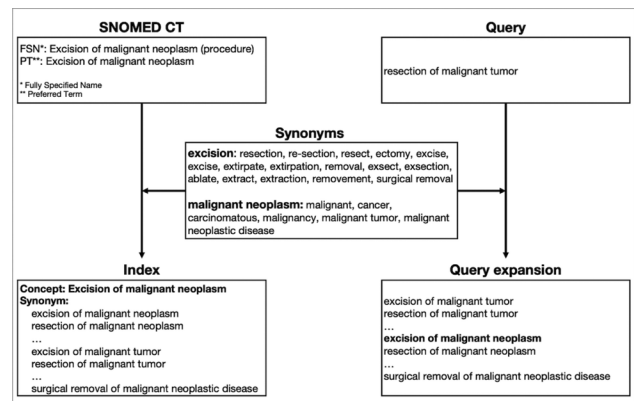 SNOMED CT
FSN*: Excision of malignant neoplasm (procedure)
PT**: Excision of malignant neoplasm
* Fully Specified Name
** Preferred Term
Query
resection of malignant tumor
Synonyms
excision: resection, re-section, resect, ectomy, excise,
excise, extirpate, extirpation, removal, exsect, exsection,
ablate, extract, extraction, removement, surgical removal
malignant neoplasm: malignant, cancer,
carcinomatous, malignancy, malignant tumor, malignant
neoplastic disease
Index
Concept: Excision of malignant neoplasm
Synonym:
excision of malignant neoplasm
resection of malignant neoplasm
...
excision of malignant tumor
resection of malignant tumor
...
surgical removal of malignant neoplastic disease
Query expansion
excision of malignant tumor
resection of malignant tumor
...
excision of malignant neoplasm
resection of malignant neoplasm
...
surgical removal of malignant neoplastic disease